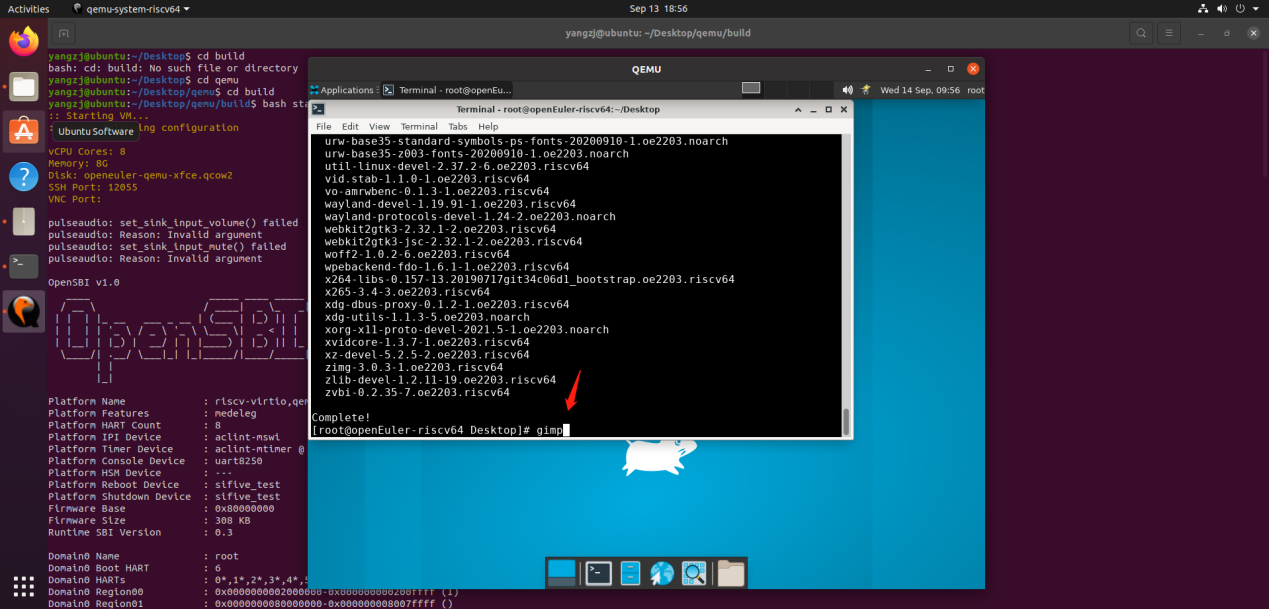 Activities
qemu-system-riscv64
Sep 13 18:56
yangzj@ubuntu: ~/Desktop/qemu/build
yangzj@ubuntu:~/Desktop$ cd build
bash: cd: build: No such file or directory
yangzj@ubuntu:~/Desktop$ cd qemu
yangzj@ubuntu:~/Desktop/qemu$ cd build
yangzj@ubuntu:~/Desktop/qemu/build$ bash sta
:: Starting VM...
ng configuration
Ubuntu Software
vCPU Cores: 8
Memory: 8G
Disk: openeuler-qemu-xfce.qcow2
SSH Port: 12055
VNC Port:
pulseaudio: set_sink_input_volume() failed
pulseaudio: Reason: Invalid argument
pulseaudio: set_sink_input_mute() failed
pulseaudio: Reason: Invalid argument
OpenSBI v1.0
OpenSBI
Platform Name : riscv-virtio,qem
Platform Features : medeleg
Platform HART Count : 8
Platform IPI Device : aclint-mswi
Platform Timer Device : aclint-mtimer @
Platform Console Device : uart8250
Platform HSM Device : ---
Platform Reboot Device : sifive_test
Platform Shutdown Device : sifive_test
Firmware Base : 0x80000000
Firmware Size : 308 KB
Runtime SBI Version : 0.3
Domain0 Name : root
Domain0 Boot HART : 6
Domain0 HARTs : 0*,1*,2*,3*,4*,5
Domain0 Region00 : 0x0000000002000000-0x000000000200ffff (I)
Domain0 Region01 : 0x0000000080000000-0x000000008007ffff ()
QEMU
Applications
Terminal - root@openEu...
Wed 14 Sep, 09:56
root
Terminal - root@openEuler-riscv64:~/Desktop
File Edit View Terminal Tabs Help
urw-base35-standard-symbols-ps-fonts-20200910-1.oe2203.noarch
urw-base35-z003-fonts-20200910-1.oe2203.noarch
util-linux-devel-2.37.2-6.oe2203.riscv64
vid.stab-1.1.0-1.oe2203.riscv64
vo-amrwbenc-0.1.3-1.oe2203.riscv64
wayland-devel-1.19.91-1.oe2203.riscv64
wayland-protocols-devel-1.24-2.oe2203.noarch
webkit2gtk3-2.32.1-2.oe2203.riscv64
webkit2gtk3-jsc-2.32.1-2.oe2203.riscv64
woff2-1.0.2-6.oe2203.riscv64
wpebackend-fdo-1.6.1-1.oe2203.riscv64
x264-libs-0.157-13.20190717git34c06d1_bootstrap.oe2203.riscv64
x265-3.4-3.oe2203.riscv64
xdg-dbus-proxy-0.1.2-1.oe2203.riscv64
xdg-utils-1.1.3-5.oe2203.noarch
xorg-x11-proto-devel-2021.5-1.oe2203.noarch
xvidcore-1.3.7-1.oe2203.riscv64
xz-devel-5.2.5-2.oe2203.riscv64
zimg-3.0.3-1.oe2203.riscv64
zlib-devel-1.2.11-19.oe2203.riscv64
zvbi-0.2.35-7.oe2203.riscv64
Complete!
[root@openEuler-riscv64 Desktop]# gimp